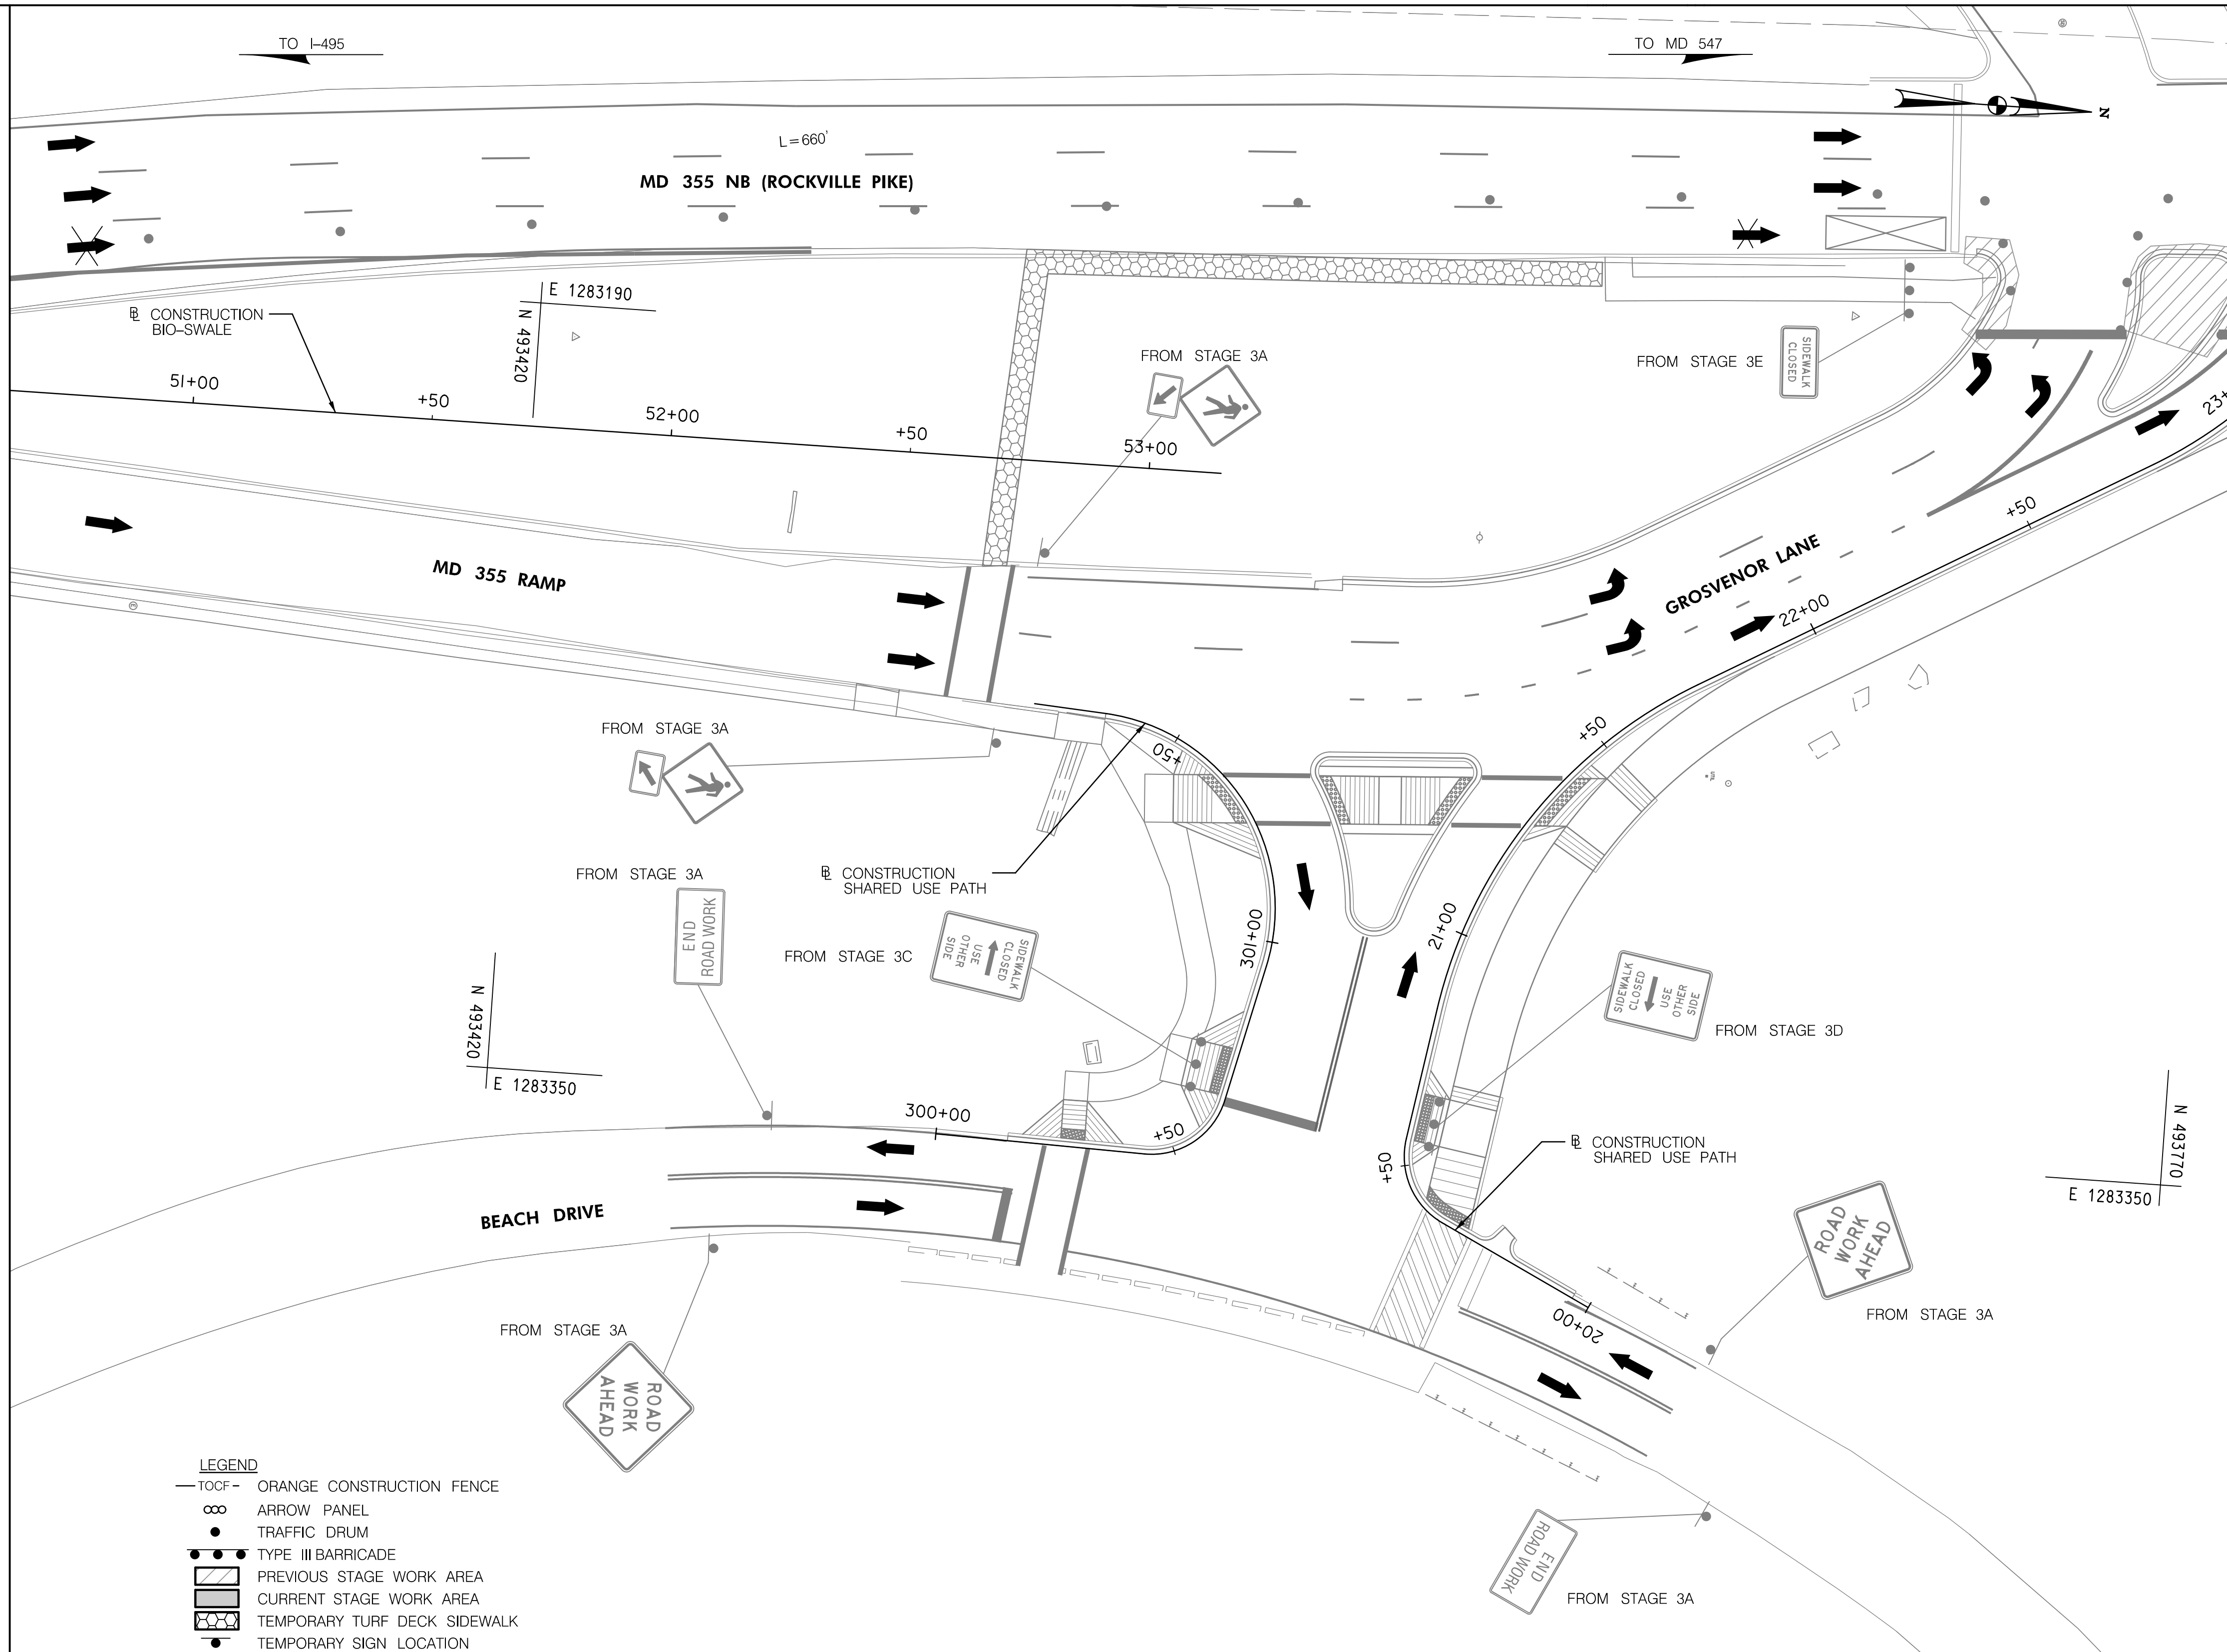 TO I-495
TO MD 547
N
L=660'
MD 355 NB (ROCKVILLE PIKE)
E 1283190
N 493420
℄ CONSTRUCTION
BIO-SWALE
51+00
+50
52+00
+50
53+00
FROM STAGE 3A
FROM STAGE 3E
SIDEWALK
CLOSED
23+
+50
GROSVENOR LANE
22+00
MD 355 RAMP
+50
FROM STAGE 3A
+50
FROM STAGE 3A
END
ROAD WORK
℄ CONSTRUCTION
SHARED USE PATH
FROM STAGE 3C
SIDEWALK
CLOSED
USE
OTHER
SIDE
301+00
21+00
SIDEWALK
CLOSED
USE
OTHER
SIDE
FROM STAGE 3D
N 493420
E 1283350
300+00
+50
+50
℄ CONSTRUCTION
SHARED USE PATH
N 493770
E 1283350
BEACH DRIVE
ROAD
WORK
AHEAD
FROM STAGE 3A
20+00
FROM STAGE 3A
ROAD
WORK
AHEAD
END
ROAD WORK
FROM STAGE 3A
LEGEND
TOCF ORANGE CONSTRUCTION FENCE
ARROW PANEL
TRAFFIC DRUM
TYPE III BARRICADE
PREVIOUS STAGE WORK AREA
CURRENT STAGE WORK AREA
TEMPORARY TURF DECK SIDEWALK
TEMPORARY SIGN LOCATION